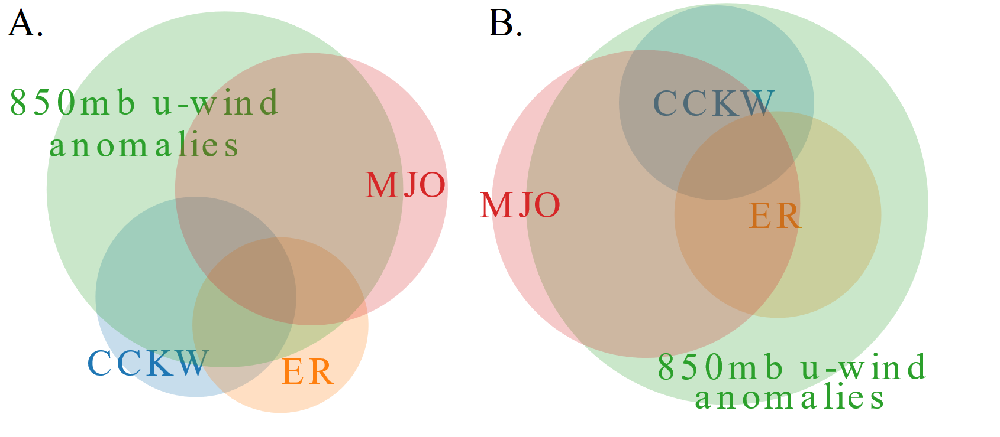 A.
850mb u-wind
anomalies
MJO
CCKW
ER
B.
CCKW
MJO
ER
850mb u-wind
anomalies